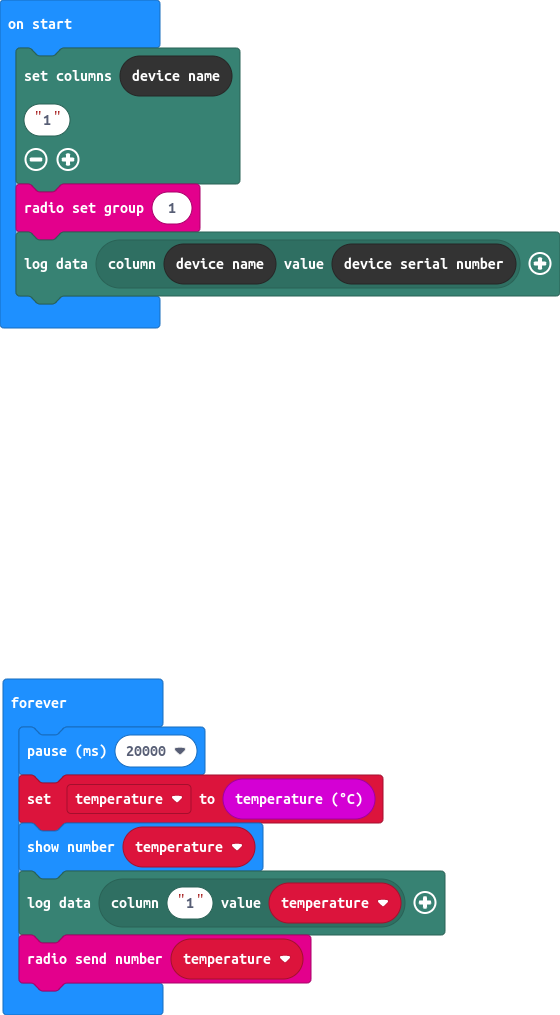 on start
set columns device name
"1"
radio set group 1
log data column device name value device serial number
forever
pause (ms) 20000
set temperature to temperature (°C)
show number temperature
log data column "1" value temperature
radio send number temperature